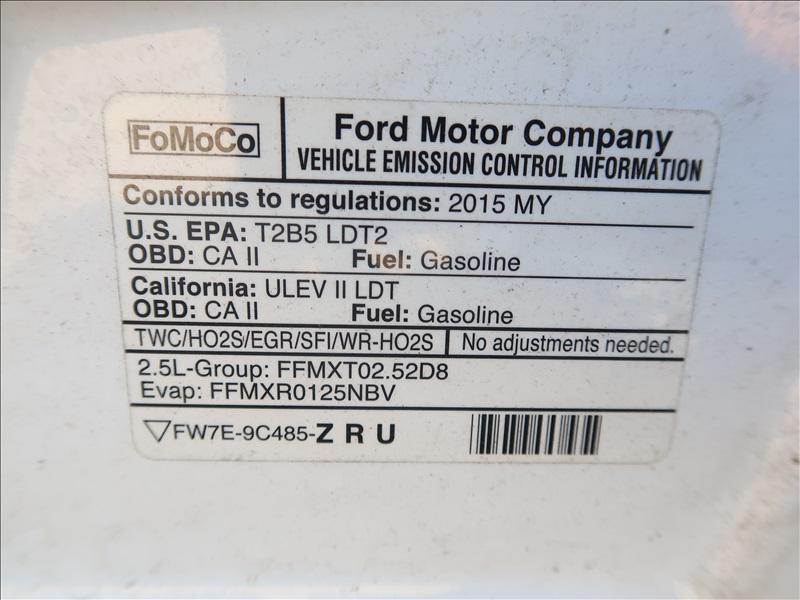 FoMoCo
Ford Motor Company
VEHICLE EMISSION CONTROL INFORMATION
Conforms to regulations: 2015 MY
U.S. EPA: T2B5 LDT2
OBD: CA II Fuel: Gasoline
California: ULEV II LDT
OBD: CA II Fuel: Gasoline
TWC/HO2S/EGR/SFI/WR-HO2S No adjustments needed.
2.5L-Group: FFMXT02.52D8
Evap: FFMXR0125NBV
FW7E-9C485-Z R U